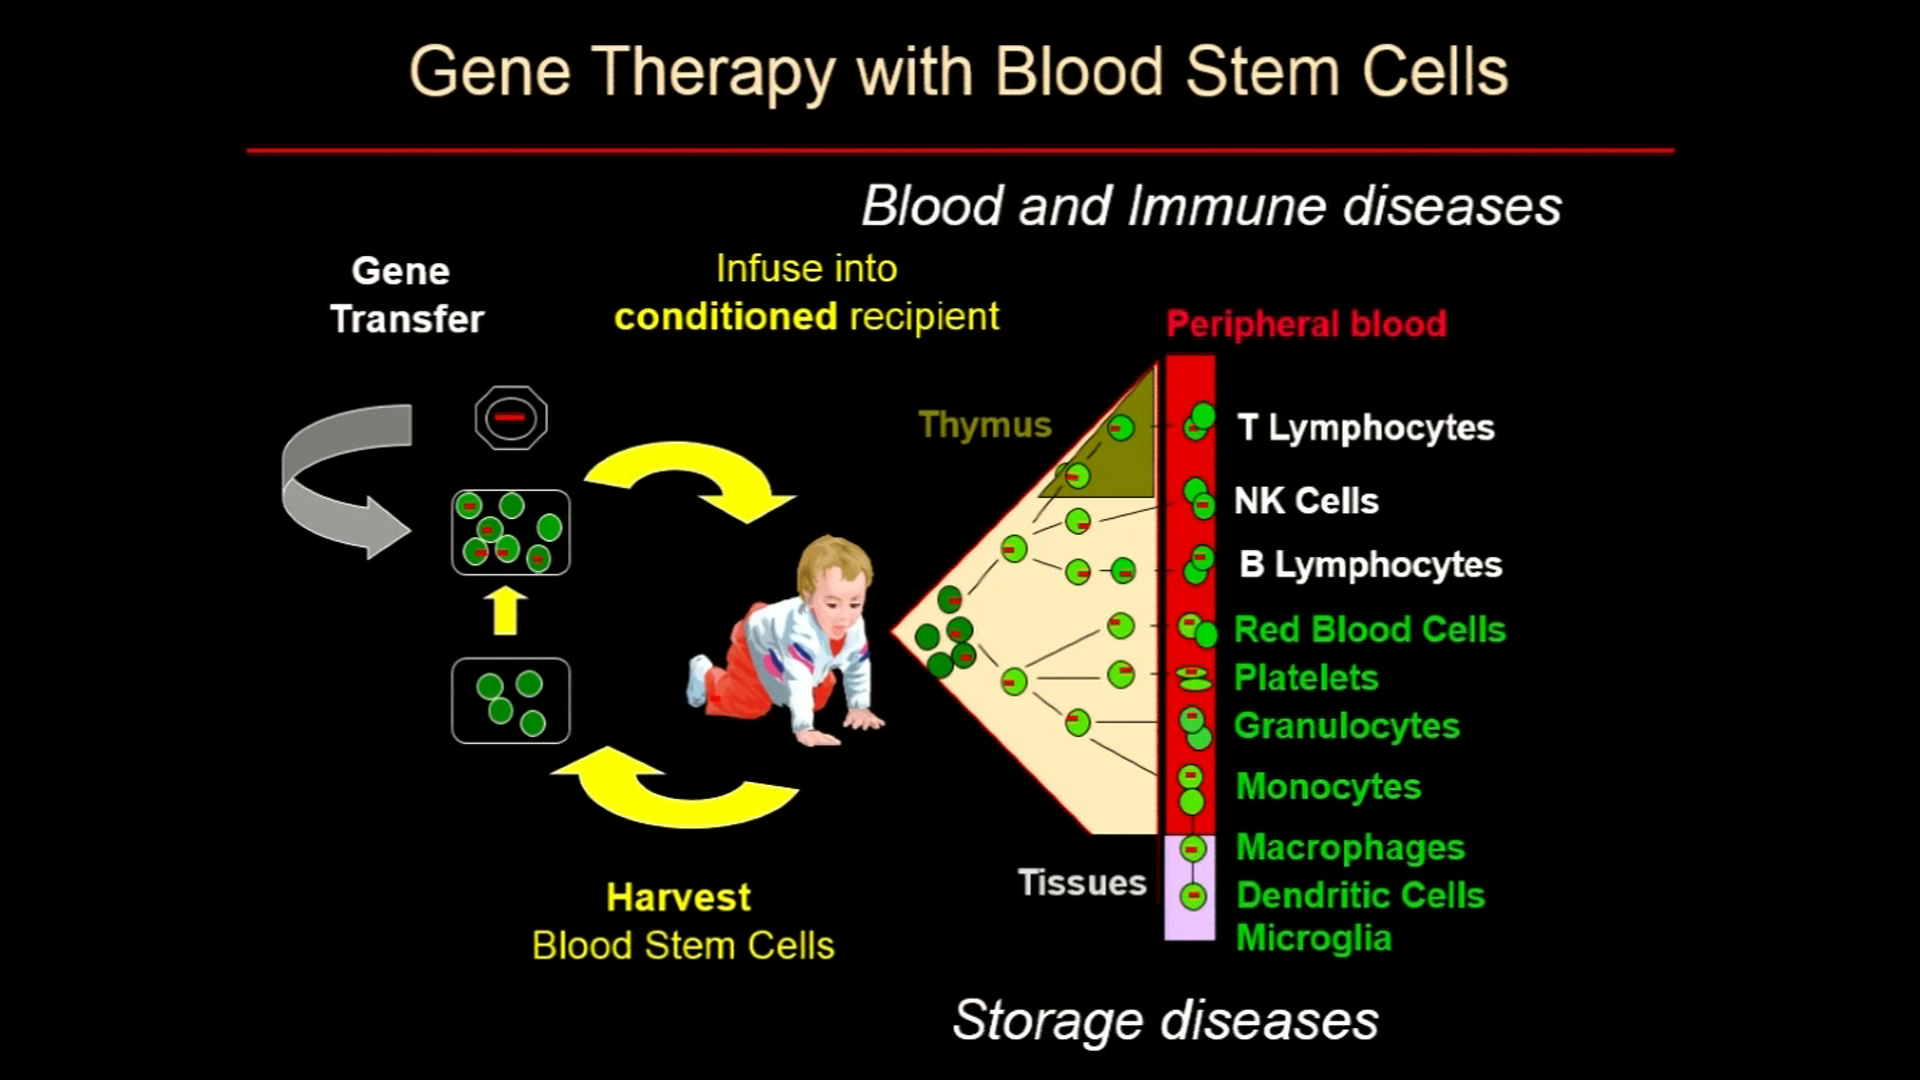 Gene Therapy with Blood Stem Cells
Blood and Immune diseases
Gene
Transfer
Infuse into
conditioned recipient
Peripheral blood
Thymus
T Lymphocytes
NK Cells
B Lymphocytes
Red Blood Cells
Platelets
Granulocytes
Monocytes
Macrophages
Tissues
Dendritic Cells
Microglia
Harvest
Blood Stem Cells
Storage diseases